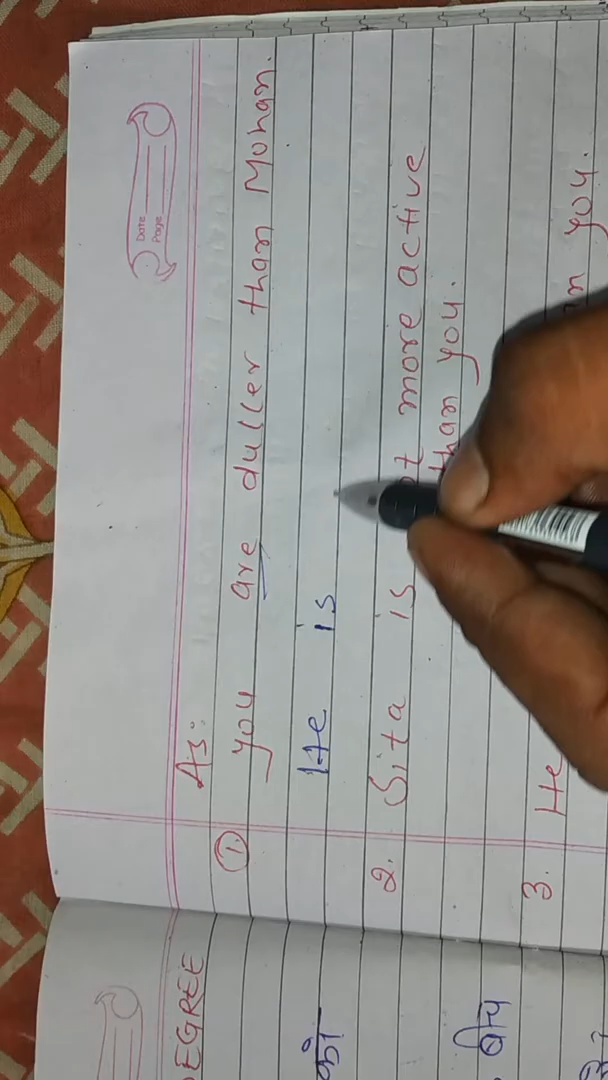 Date
Page
As:
1. you are duller than Mohan.
He is
2. Sita is more active
than you.
3. He
you.
EGREE
को